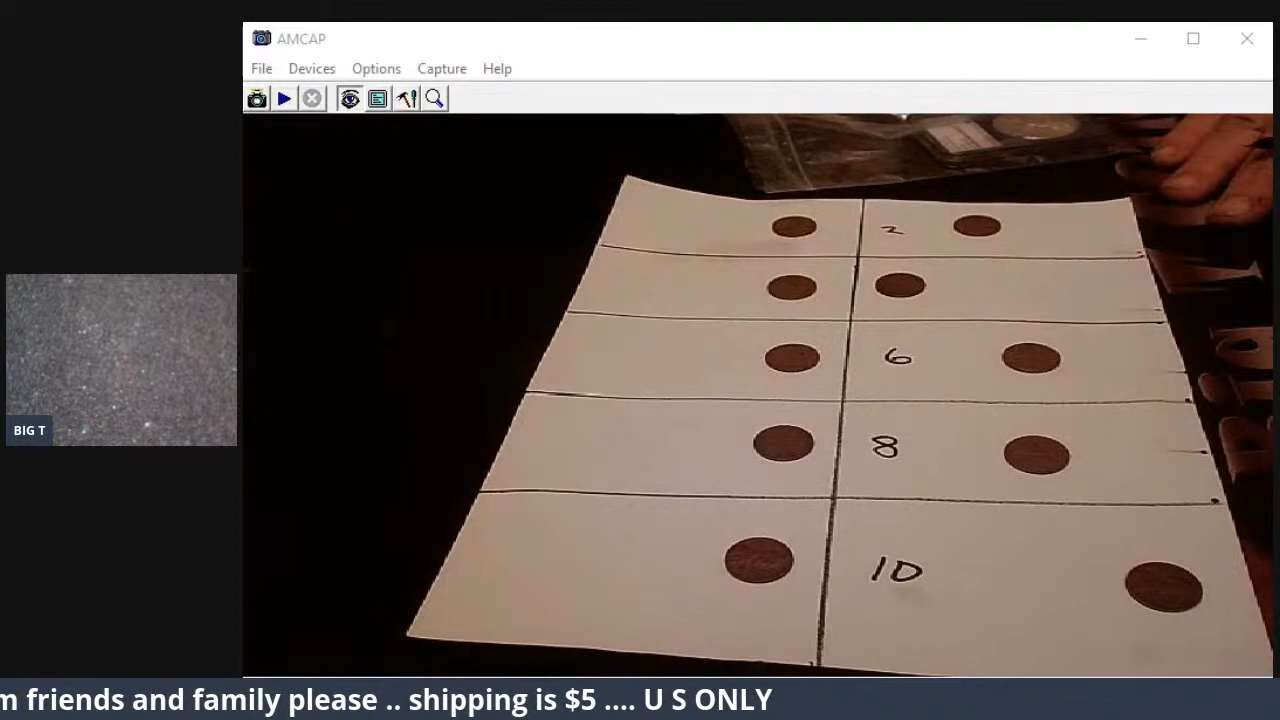 AMCAP
File Devices Options Capture Help
2
6
8
10
BIG T
m friends and family please .. shipping is $5 .... U S ONLY